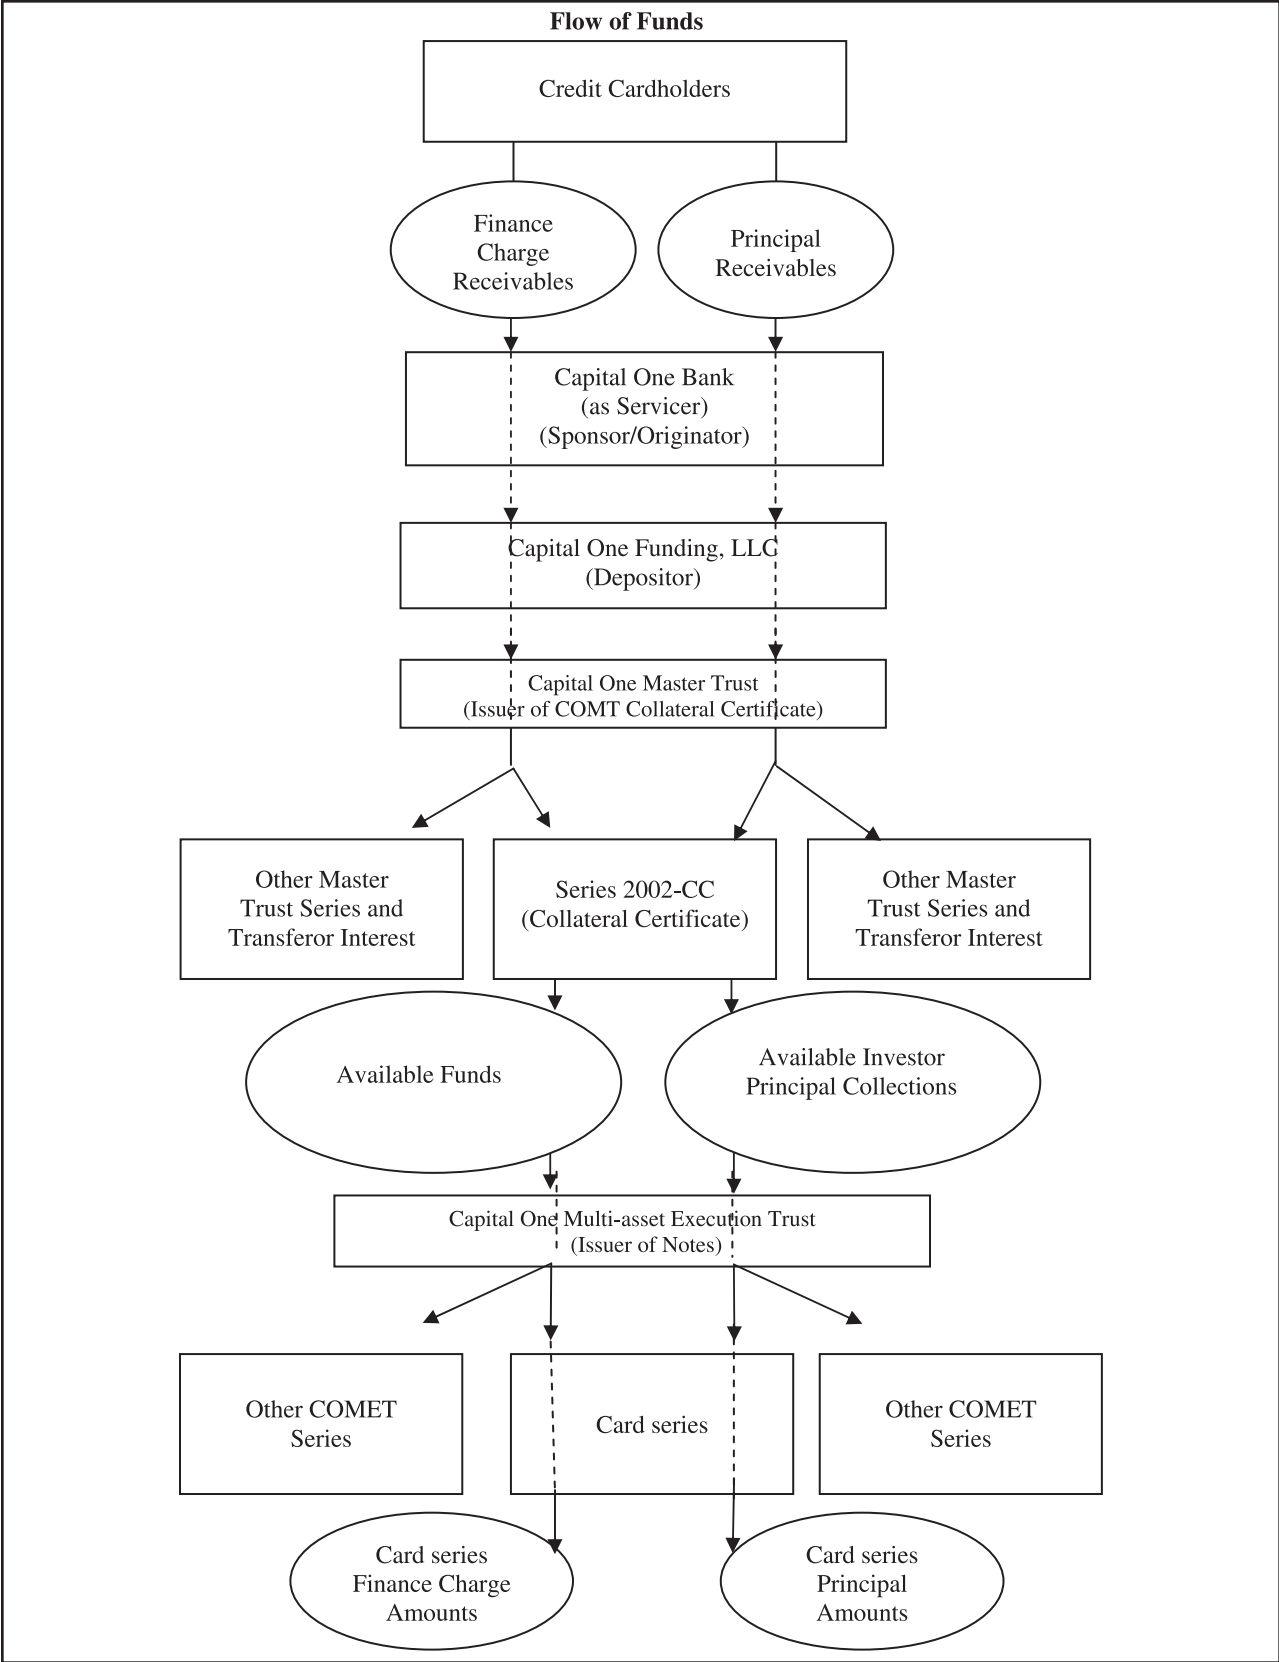 Flow of Funds
Credit Cardholders
Finance
Charge
Receivables
Principal
Receivables
Capital One Bank
(as Servicer)
(Sponsor/Originator)
Capital One Funding, LLC
(Depositor)
Capital One Master Trust
(Issuer of COMT Collateral Certificate)
Other Master
Trust Series and
Transferor Interest
Series 2002-CC
(Collateral Certificate)
Other Master
Trust Series and
Transferor Interest
Available Funds
Available Investor
Principal Collections
Capital One Multi-asset Execution Trust
(Issuer of Notes)
Other COMET
Series
Card series
Other COMET
Series
Card series
Finance Charge
Amounts
Card series
Principal
Amounts